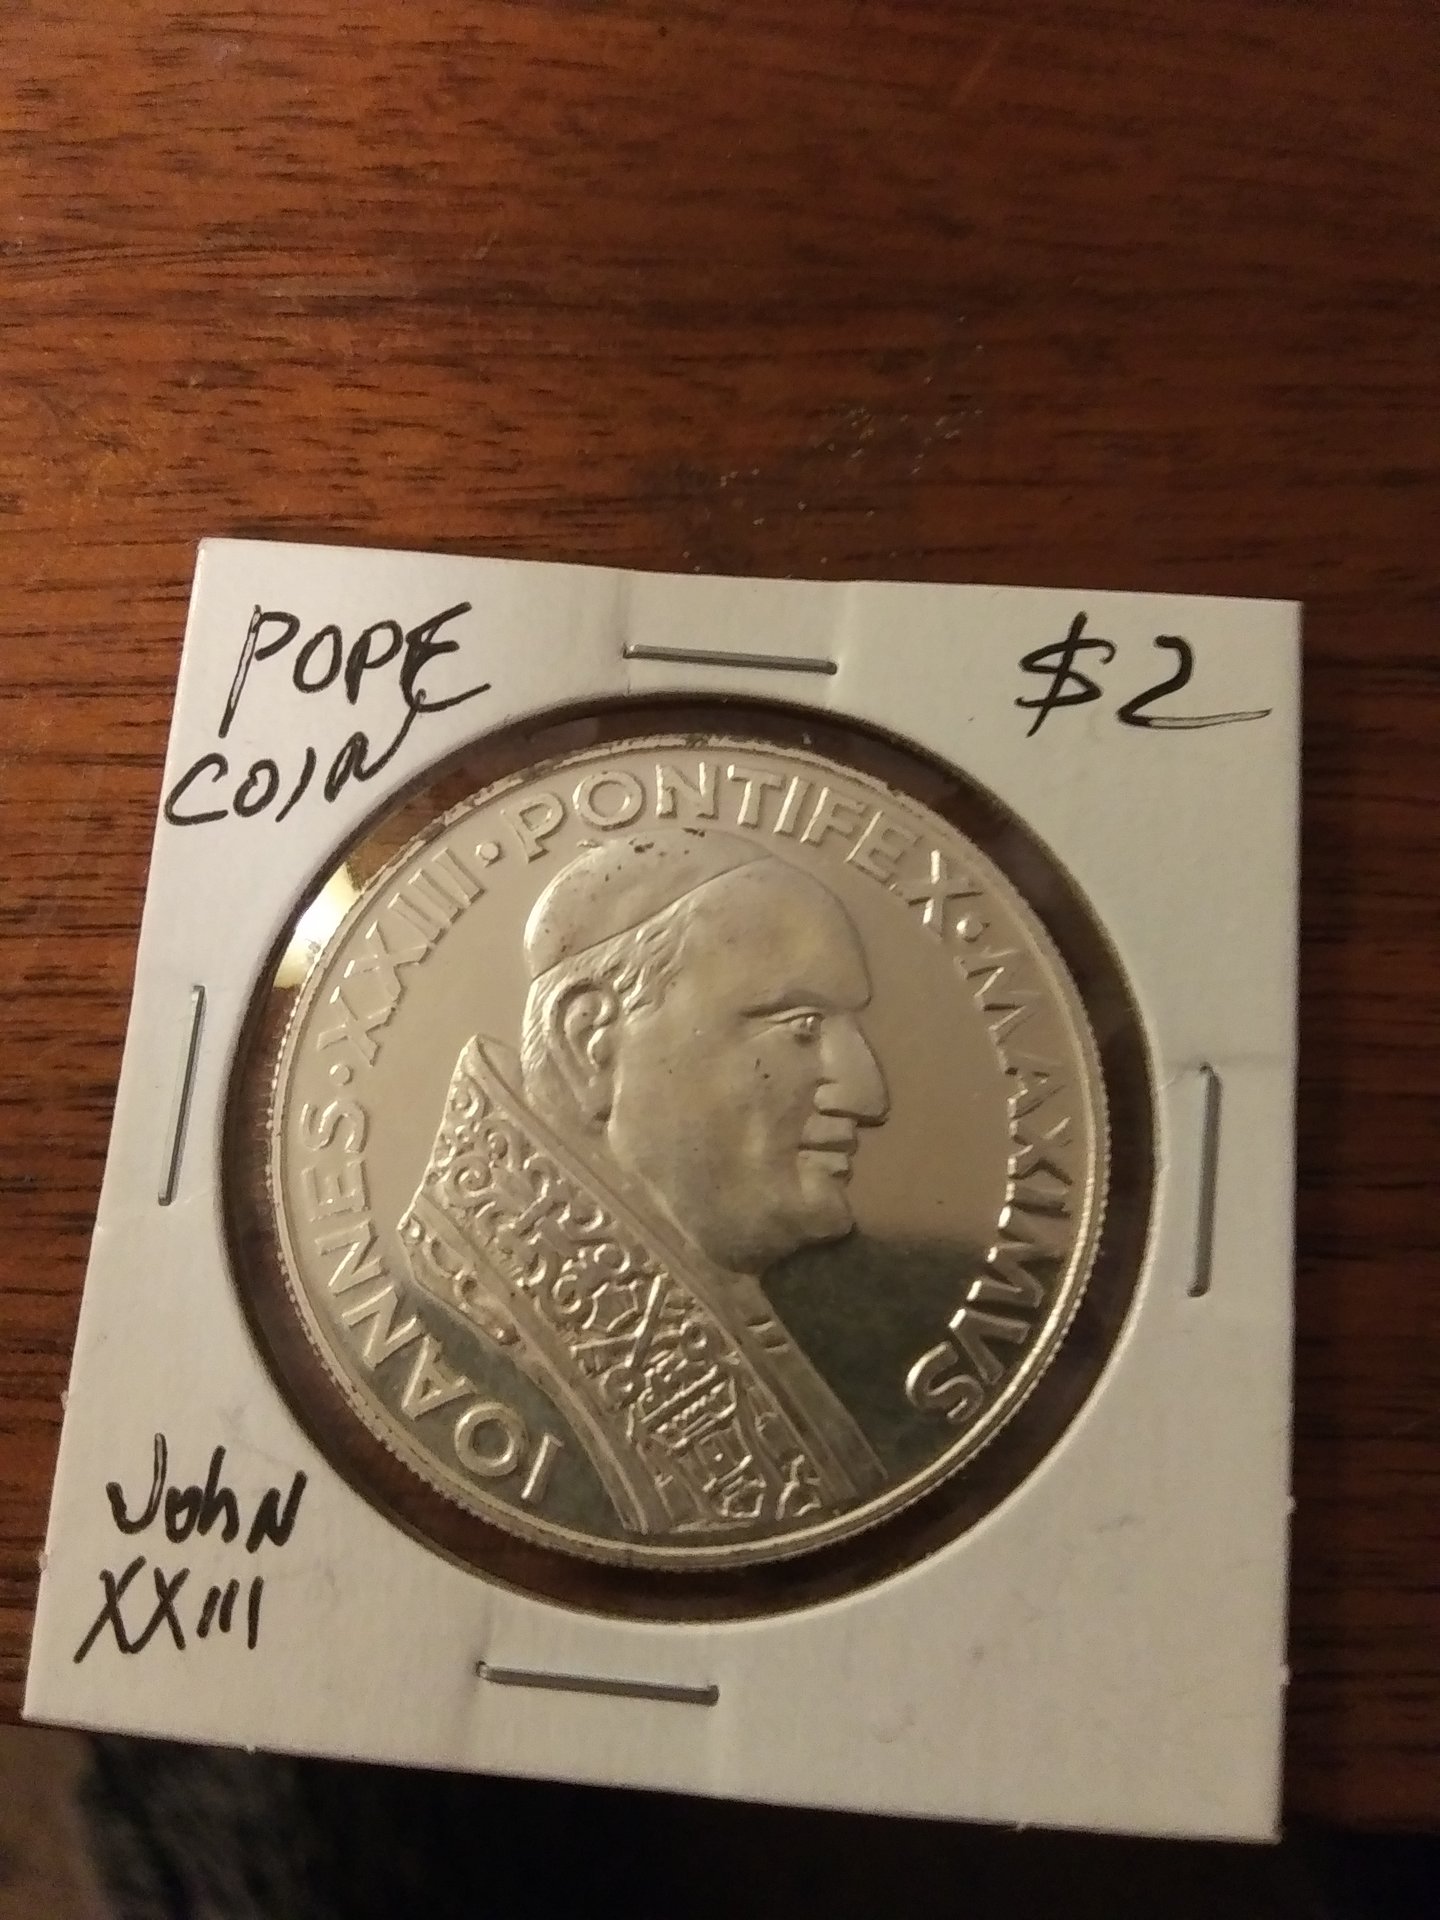 POPE
COIN
$2
IOANNES·XXIII·PONTIFEX·MAXIMVS
John
XXIII